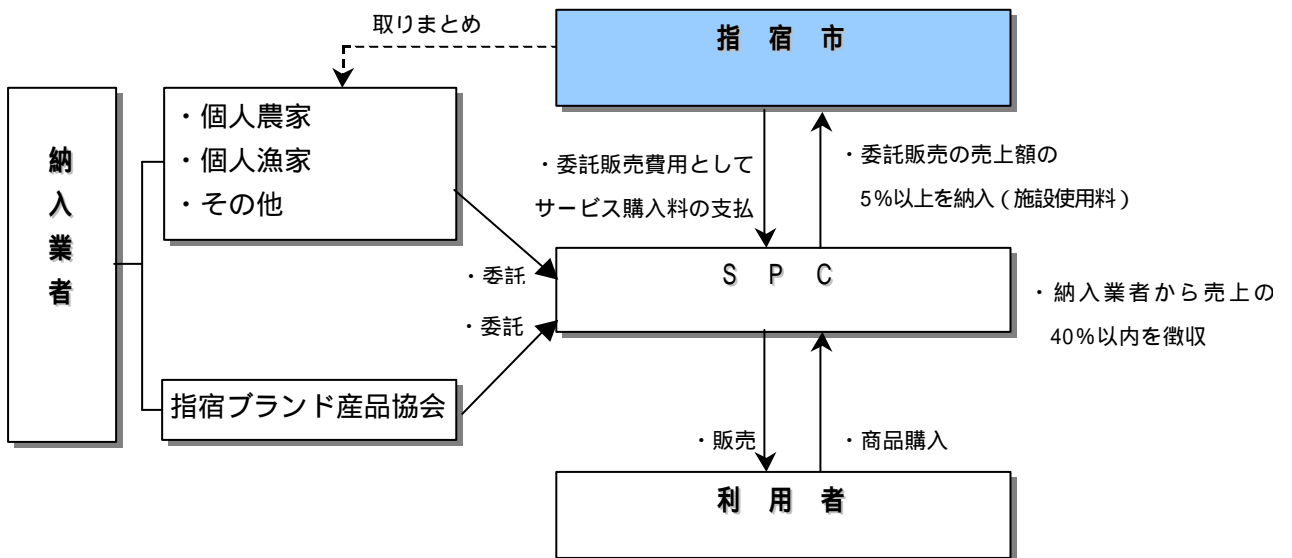 取りまとめ
指 宿 市
納入業者
・個人農家
・個人漁家
・その他
・委託販売費用として
サービス購入料の支払
・委託販売の売上額の
5%以上を納入(施設使用料)
・委託
・委託
S P C
・納入業者から売上の
40%以内を徴収
指宿ブランド産品協会
・販売
・商品購入
利 用 者